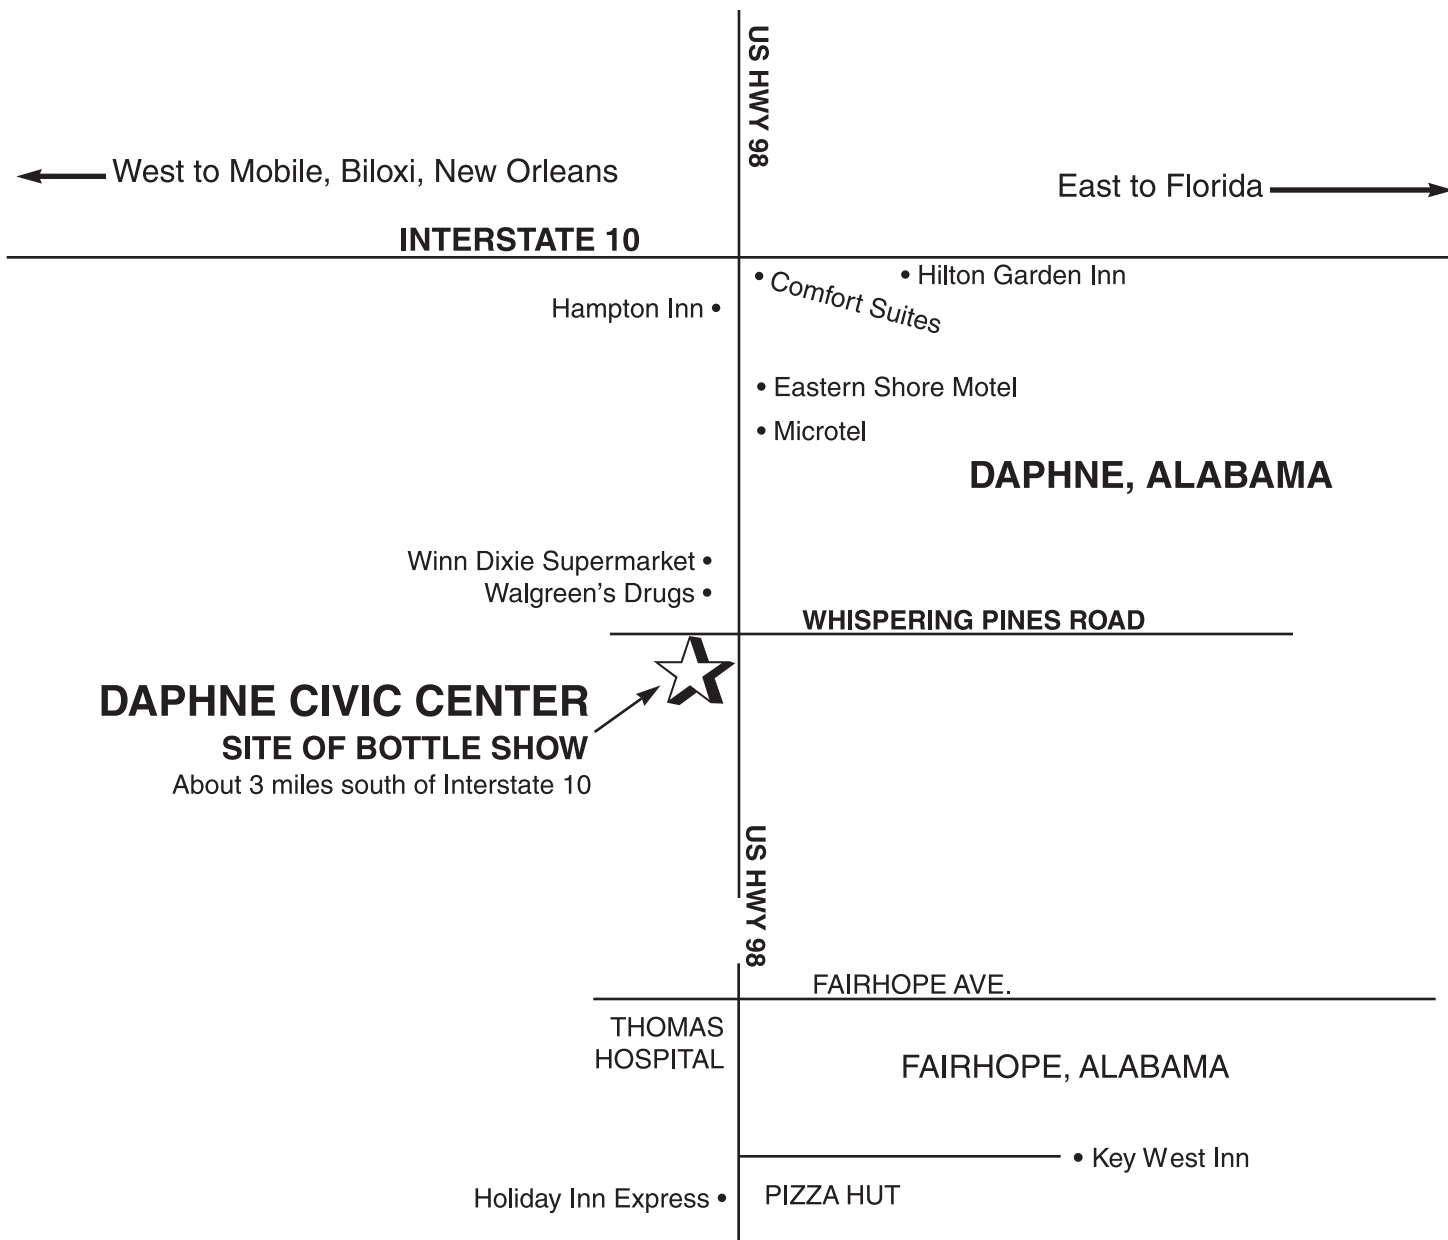 US HWY 98
West to Mobile, Biloxi, New Orleans
East to Florida
INTERSTATE 10
Hilton Garden Inn
Comfort Suites
Hampton Inn
Eastern Shore Motel
Microtel
DAPHNE, ALABAMA
Winn Dixie Supermarket
Walgreen's Drugs
WHISPERING PINES ROAD
DAPHNE CIVIC CENTER
SITE OF BOTTLE SHOW
About 3 miles south of Interstate 10
US HWY 98
FAIRHOPE AVE.
THOMAS
HOSPITAL
FAIRHOPE, ALABAMA
Key West Inn
Holiday Inn Express
PIZZA HUT